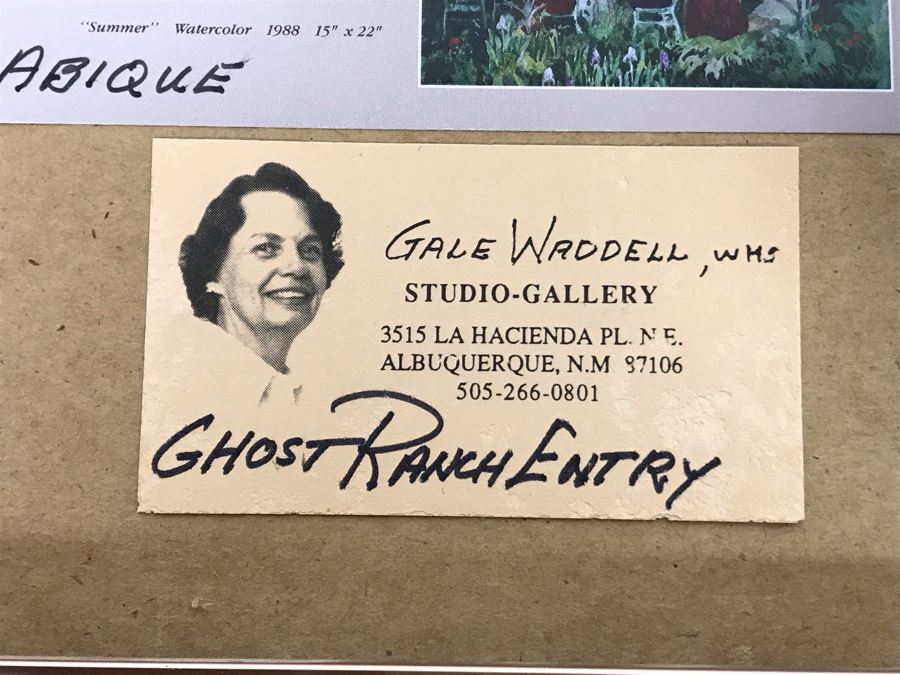 "Summer" Watercolor 1988 15" x 22"
ABIQUE
GALE WADDELL, WHS
STUDIO-GALLERY
3515 LA HACIENDA PL. N.E.
ALBUQUERQUE, N.M 87106
505-266-0801
GHOST RANCH ENTRY